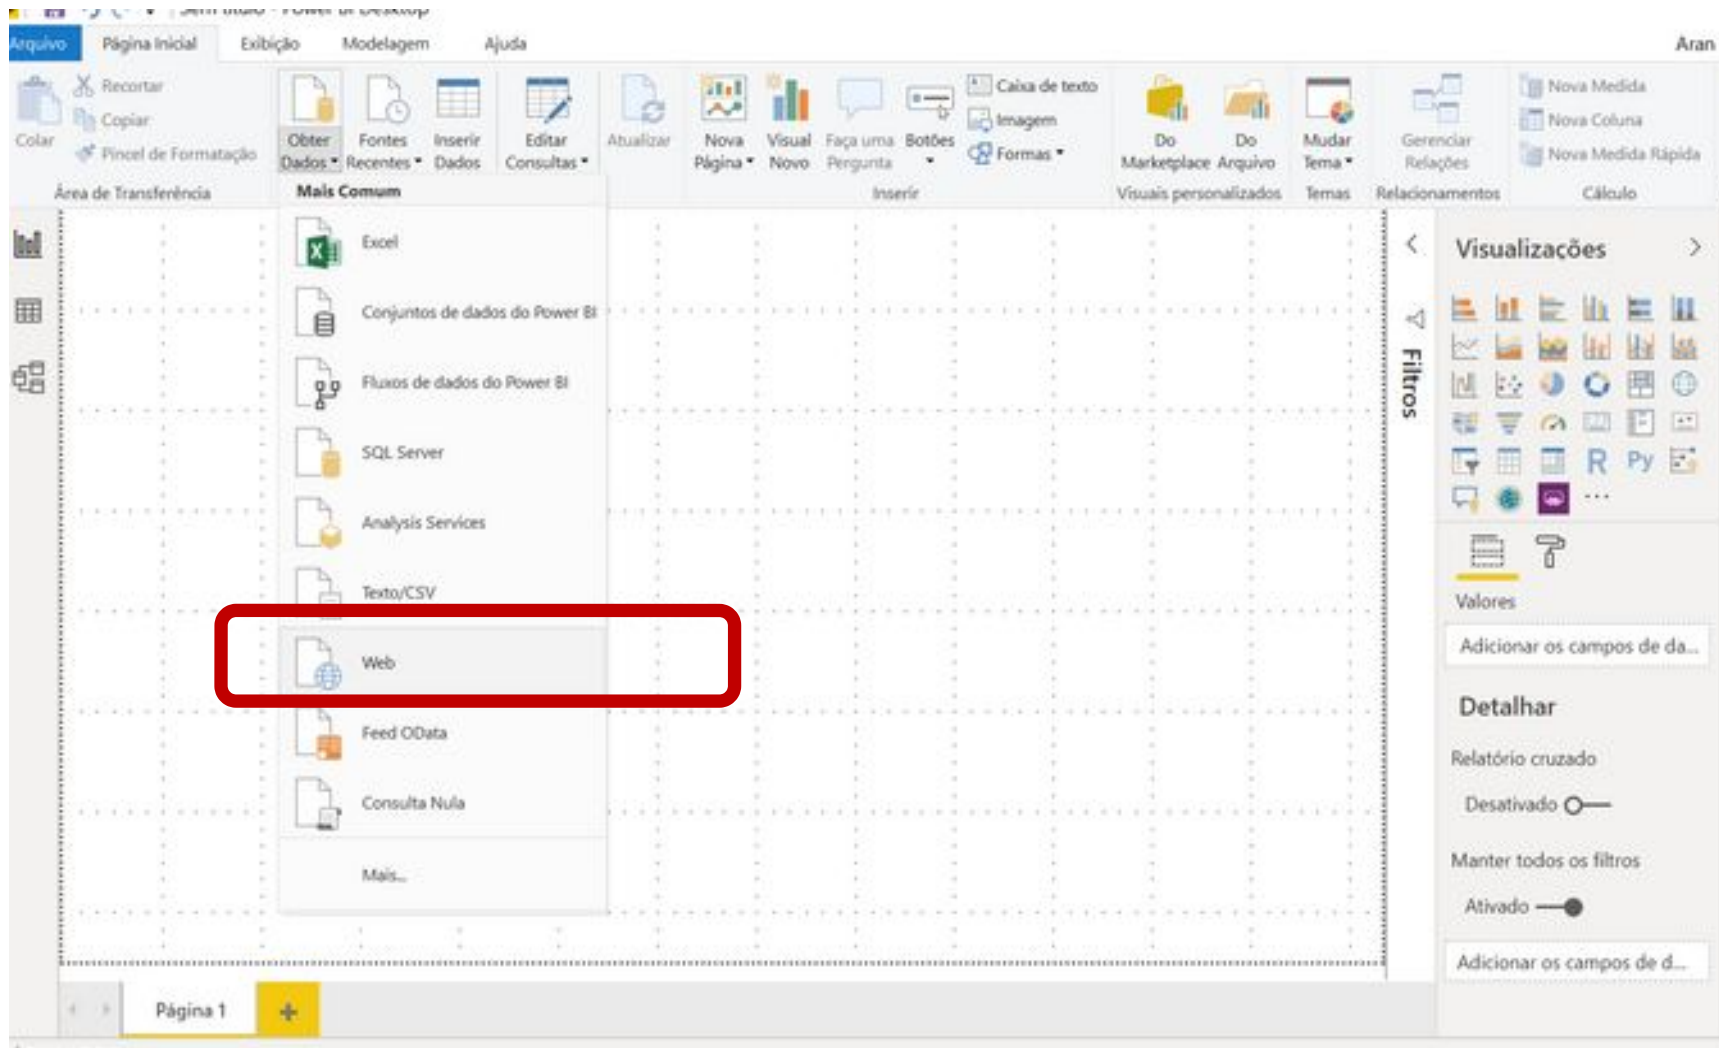 Sem título - Power BI Desktop
Arquivo Página Inicial Exibição Modelagem Ajuda Aran
Colar
Recortar
Copiar
Pincel de Formatação
Área de Transferência
Obter Dados
Fontes Recentes
Inserir Dados
Editar Consultas
Atualizar
Nova Página
Visual Novo
Faça uma Pergunta
Botões
Caixa de texto
Imagem
Formas
Inserir
Do Marketplace
Do Arquivo
Visuais personalizados
Mudar Tema
Temas
Gerenciar Relações
Relacionamentos
Nova Medida
Nova Coluna
Nova Medida Rápida
Cálculo
Mais Comum
Excel
Conjuntos de dados do Power BI
Fluxos de dados do Power BI
SQL Server
Analysis Services
Texto/CSV
Web
Feed OData
Consulta Nula
Mais...
Filtros
Visualizações
R Py
Valores
Adicionar os campos de da...
Detalhar
Relatório cruzado
Desativado
Manter todos os filtros
Ativado
Adicionar os campos de d...
Página 1